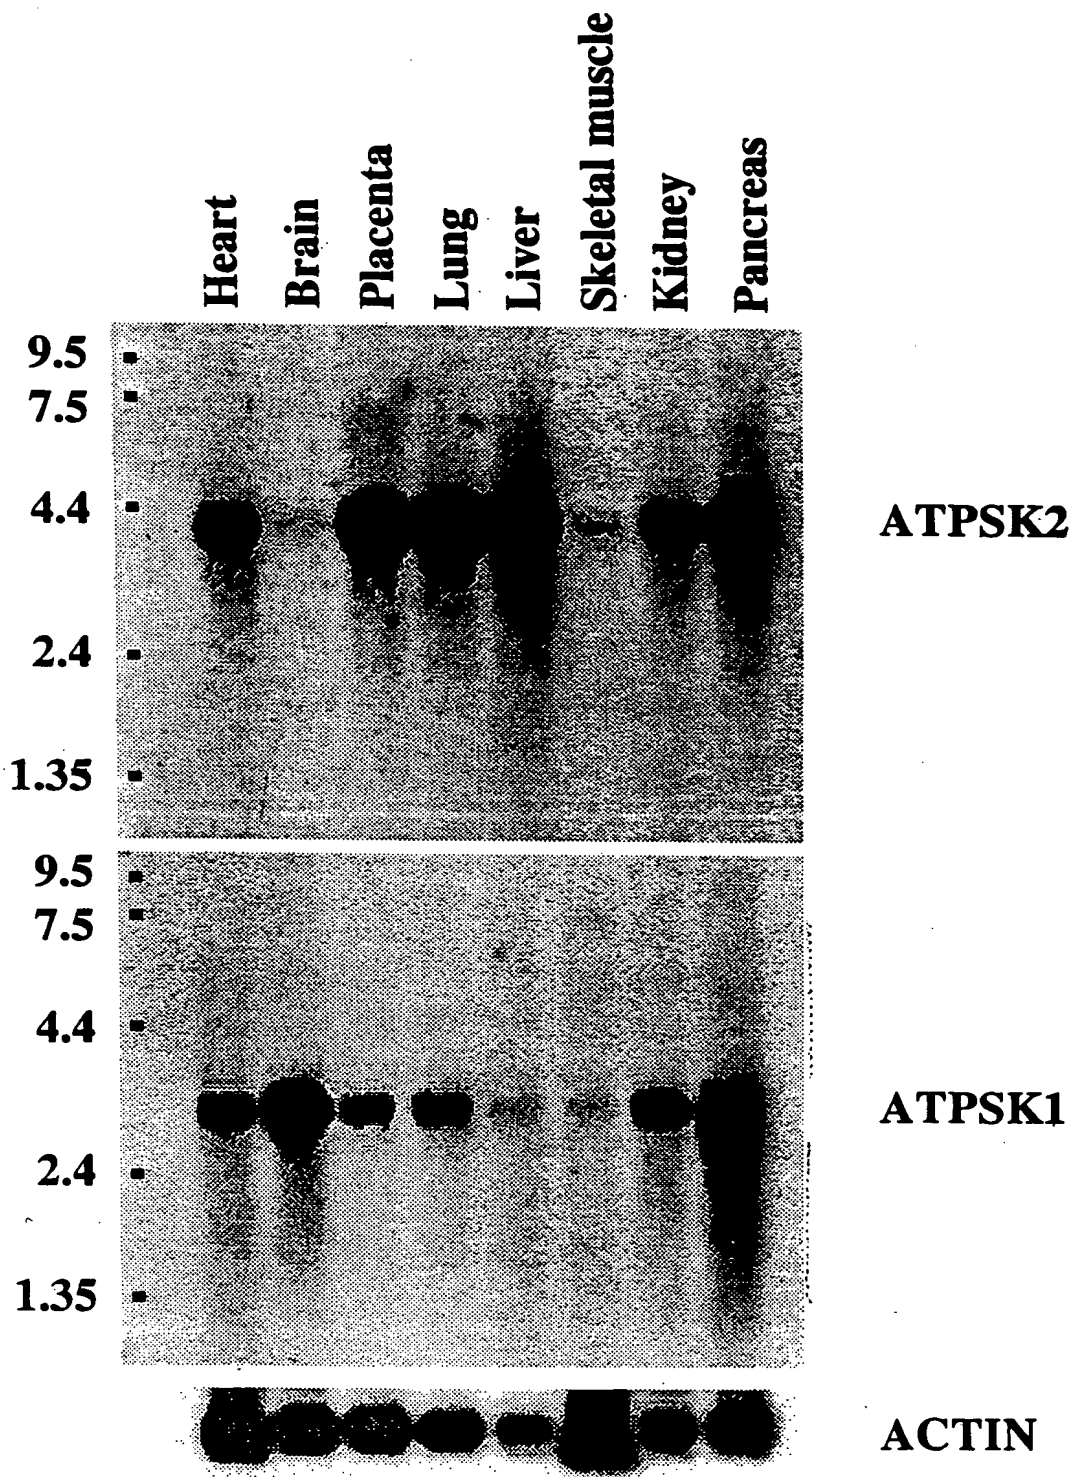 Heart
Brain
Placenta
Lung
Liver
Skeletal muscle
Kidney
Pancreas
9.5
7.5
4.4
ATPSK2
2.4
1.35
9.5
7.5
4.4
ATPSK1
2.4
1.35
ACTIN